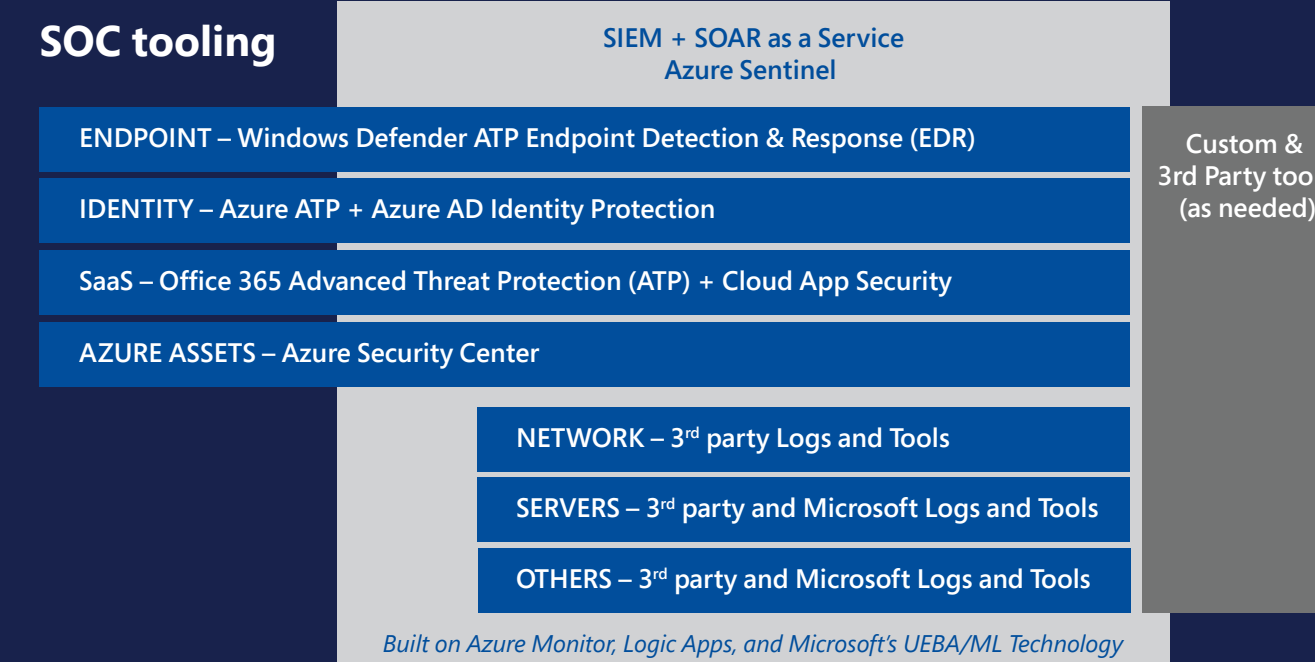 SOC tooling
SIEM + SOAR as a Service
Azure Sentinel
ENDPOINT – Windows Defender ATP Endpoint Detection & Response (EDR)
IDENTITY – Azure ATP + Azure AD Identity Protection
SaaS – Office 365 Advanced Threat Protection (ATP) + Cloud App Security
AZURE ASSETS – Azure Security Center
NETWORK – 3rd party Logs and Tools
SERVERS – 3rd party and Microsoft Logs and Tools
OTHERS – 3rd party and Microsoft Logs and Tools
Custom &
3rd Party too
(as needed)
Built on Azure Monitor, Logic Apps, and Microsoft's UEBA/ML Technology